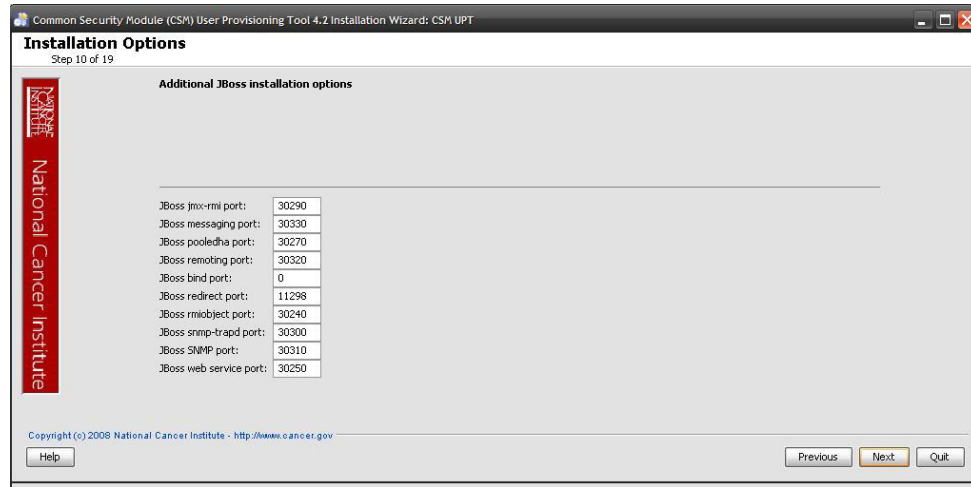 Common Security Module (CSM) User Provisioning Tool 4.2 Installation Wizard: CSM UPT
Installation Options
Step 10 of 19
NATIONAL
CANCER
INSTITUTE
National Cancer Institute
Additional JBoss installation options
JBoss jmx-rmi port: 30290
JBoss messaging port: 30330
JBoss pooledha port: 30270
JBoss remoting port: 30320
JBoss bind port: 0
JBoss redirect port: 11298
JBoss rmiobject port: 30240
JBoss snmp-trapd port: 30300
JBoss SNMP port: 30310
JBoss web service port: 30250
Copyright (c) 2008 National Cancer Institute - http://www.cancer.gov
Help Previous Next Quit